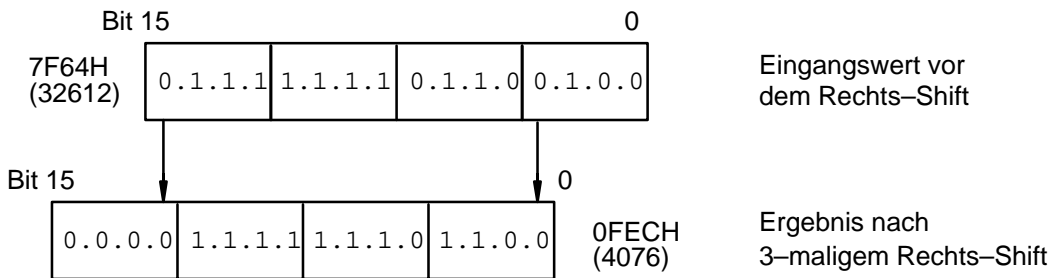 Bit 15 0
7F64H
(32612)
0.1.1.1 1.1.1.1 0.1.1.0 0.1.0.0
Eingangswert vor
dem Rechts–Shift
Bit 15 0
0.0.0.0 1.1.1.1 1.1.1.0 1.1.0.0
0FECH
(4076)
Ergebnis nach
3–maligem Rechts–Shift